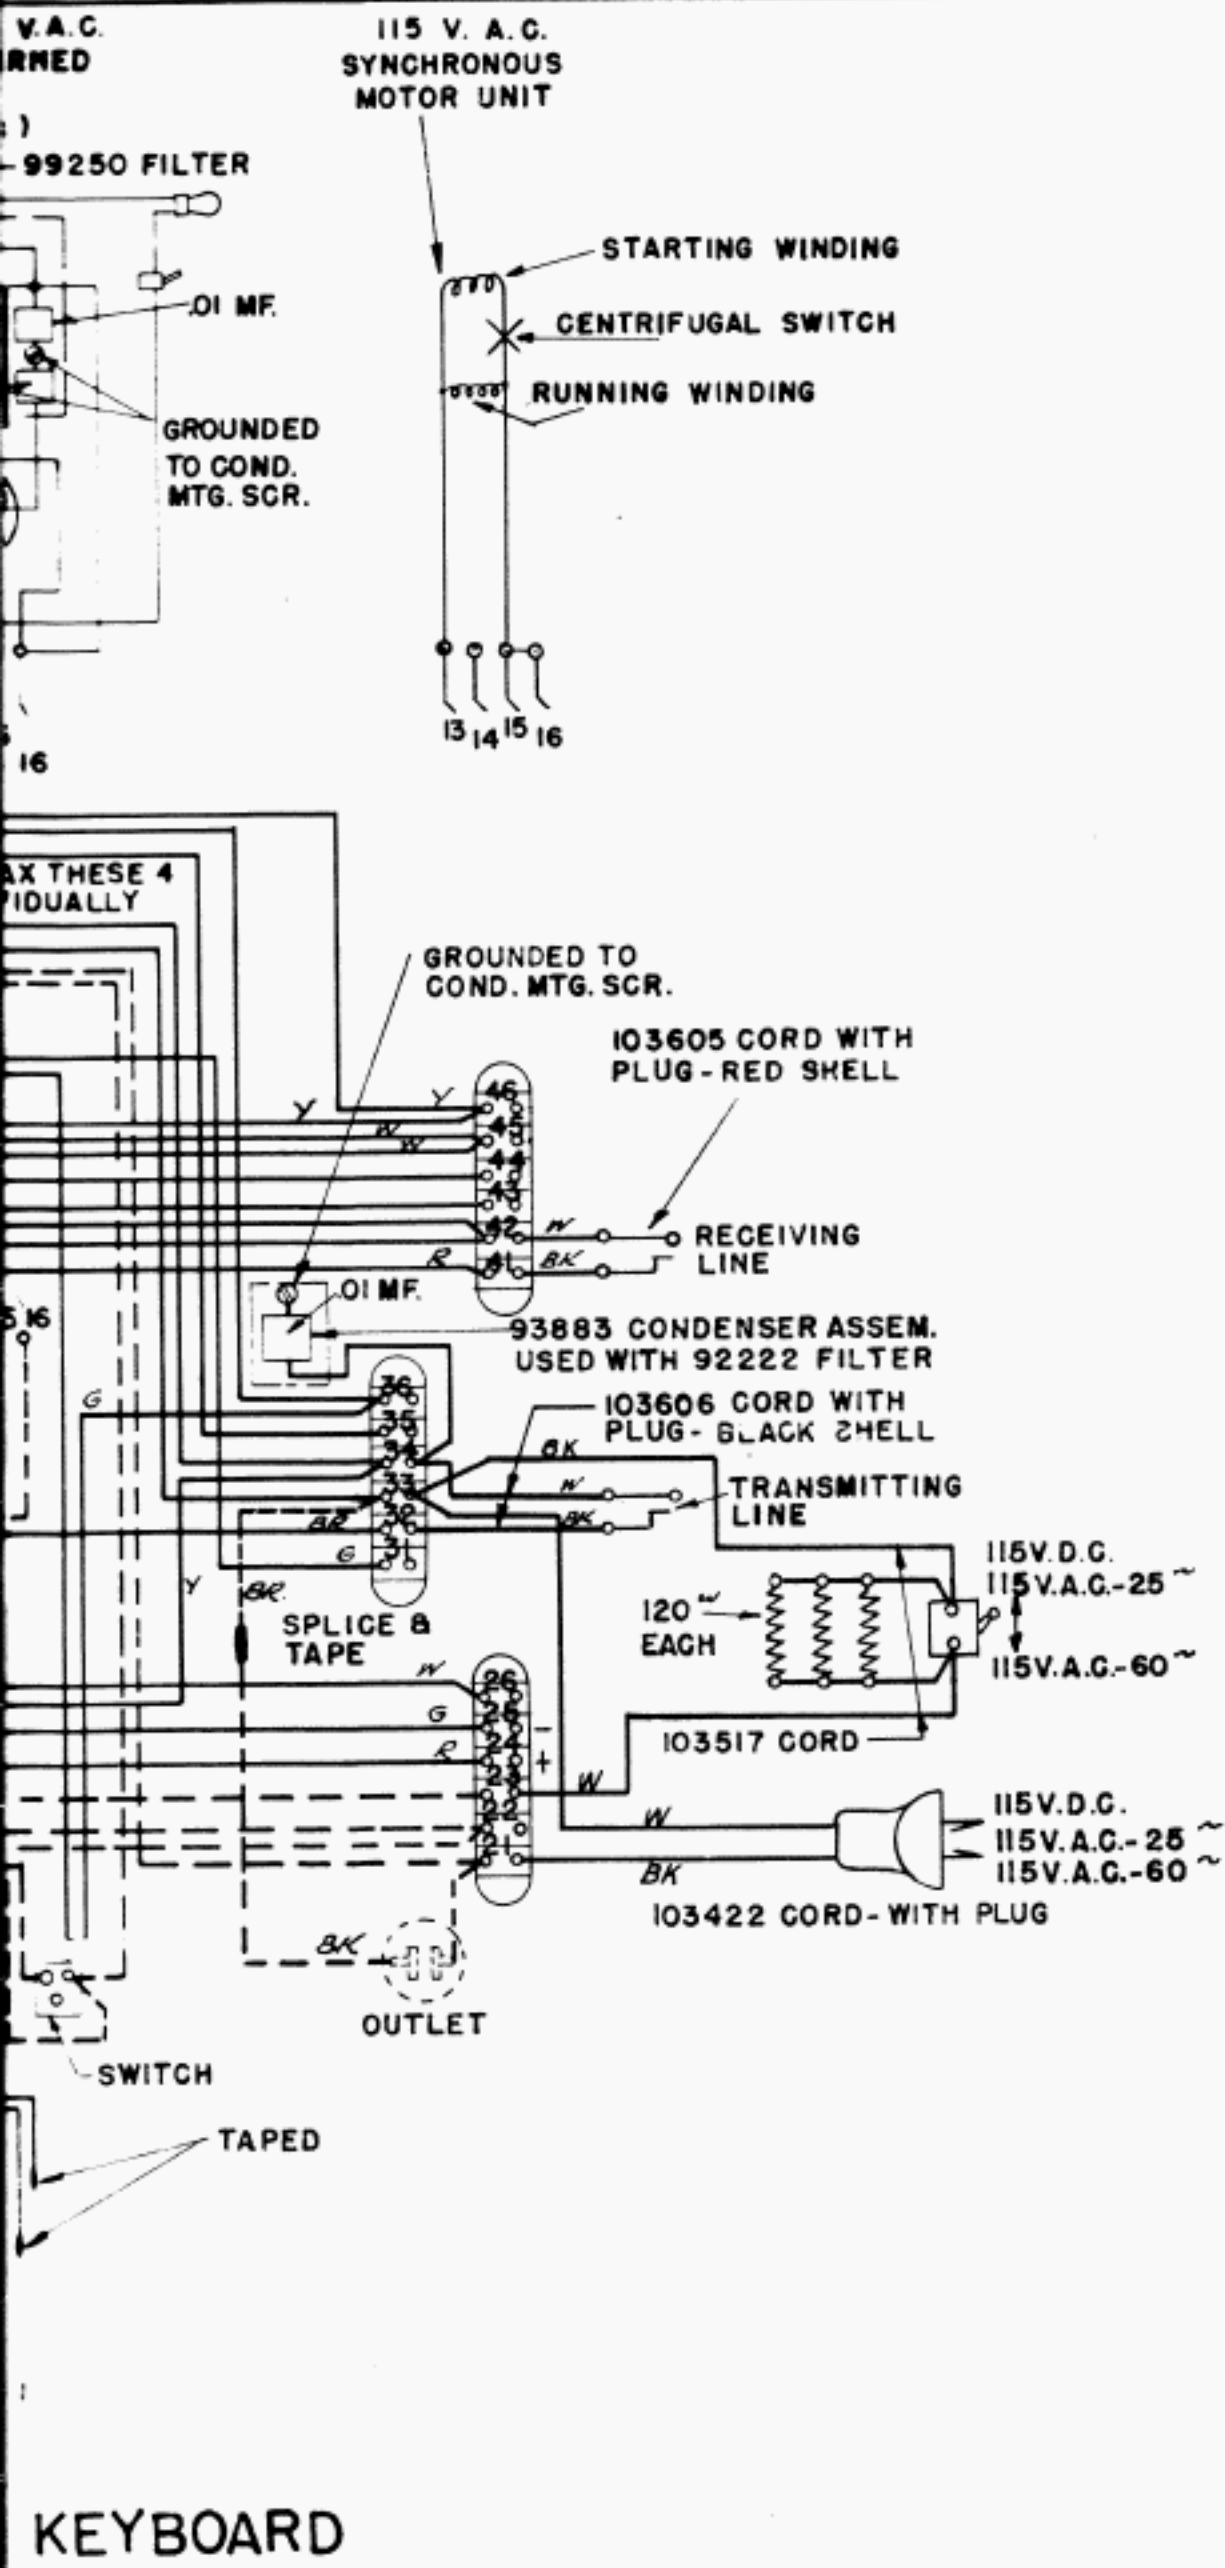 V.A.C.
115 V. A. C.
SYNCHRONOUS
MOTOR UNIT
99250 FILTER
STARTING WINDING
.01 MF.
CENTRIFUGAL SWITCH
RUNNING WINDING
GROUNDED
TO COND.
MTG. SCR.
13 14 15 16
16
THESE 4
GROUNDED TO
COND. MTG. SCR.
103605 CORD WITH
PLUG-RED SHELL
46
Y Y
45
W
W
44
43
42
W
RECEIVING
LINE
41
R
BK
.01 MF.
16
93883 CONDENSER ASSEM.
USED WITH 92222 FILTER
36
G
103606 CORD WITH
PLUG- BLACK SHELL
35
34
BK
33
W
TRANSMITTING
LINE
32
BR
BK
31
G
Y
BR.
115V.D.C.
115V.A.C.-25~
120 ω
EACH
115V.A.C.-60~
SPLICE &
TAPE
W
26
G
25
-
R
24
+
103517 CORD
23
W
22
W
21
BK
115V.D.C.
115V.A.C.-25~
115V.A.C.-60~
103422 CORD-WITH PLUG
BK
OUTLET
SWITCH
TAPED
KEYBOARD